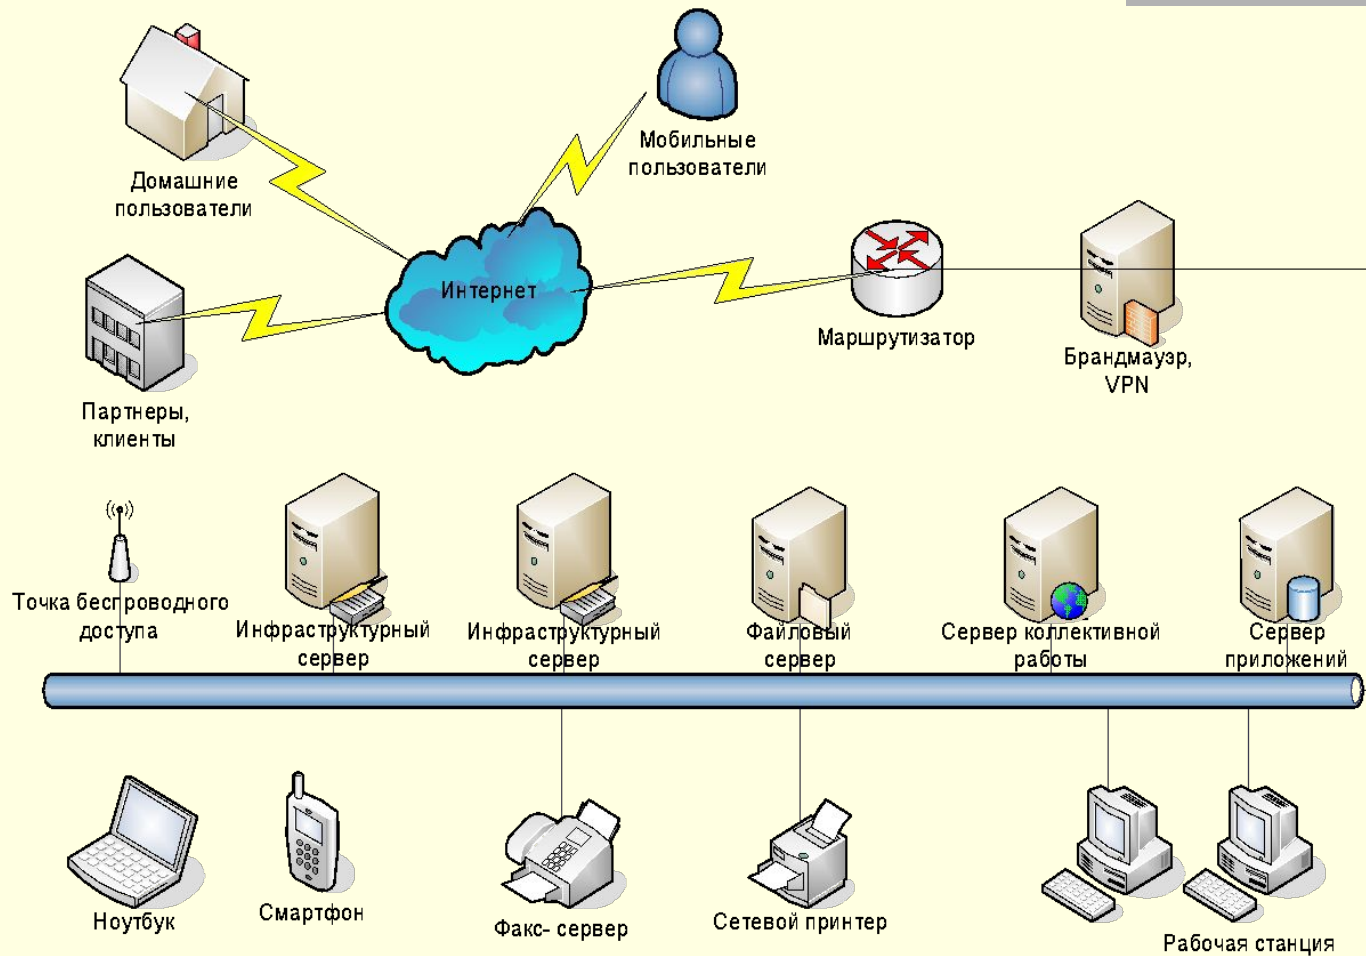 Мобильные
пользователи
Домашние
пользователи
Интернет
Маршрутизатор
Брандмауэр,
VPN
Партнеры,
клиенты
Точка беспроводного
доступа
Инфраструктурный
сервер
Инфраструктурный
сервер
Файловый
сервер
Сервер коллективной
работы
Сервер
приложений
Ноутбук
Смартфон
Факс- сервер
Сетевой принтер
Рабочая станция